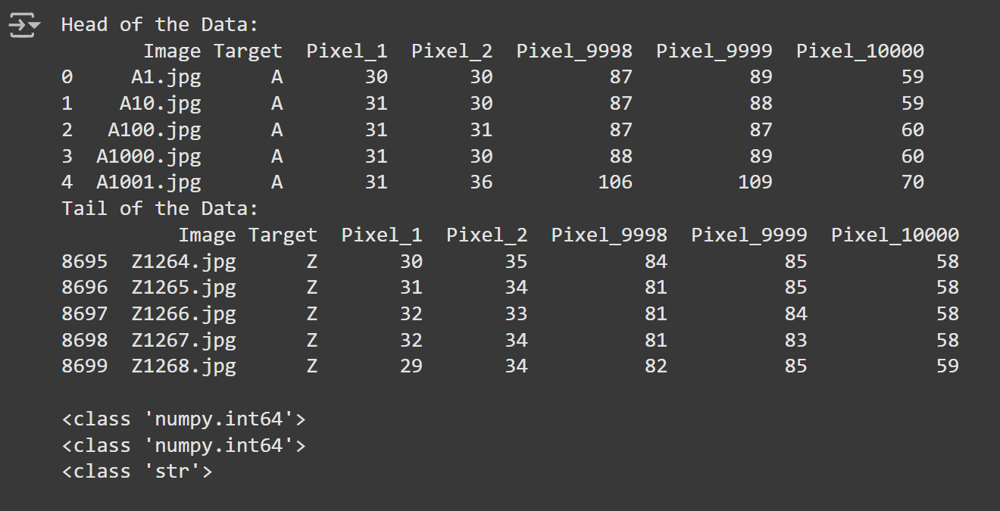 Head of the Data:
Image Target Pixel_1 Pixel_2 Pixel_9998 Pixel_9999 Pixel_10000
0 A1.jpg A 30 30 87 89 59
1 A10.jpg A 31 30 87 88 59
2 A100.jpg A 31 31 87 87 60
3 A1000.jpg A 31 30 88 89 60
4 A1001.jpg A 31 36 106 109 70
Tail of the Data:
Image Target Pixel_1 Pixel_2 Pixel_9998 Pixel_9999 Pixel_10000
8695 Z1264.jpg Z 30 35 84 85 58
8696 Z1265.jpg Z 31 34 81 85 58
8697 Z1266.jpg Z 32 33 81 84 58
8698 Z1267.jpg Z 32 34 81 83 58
8699 Z1268.jpg Z 29 34 82 85 59
<class 'numpy.int64'>
<class 'numpy.int64'>
<class 'str'>